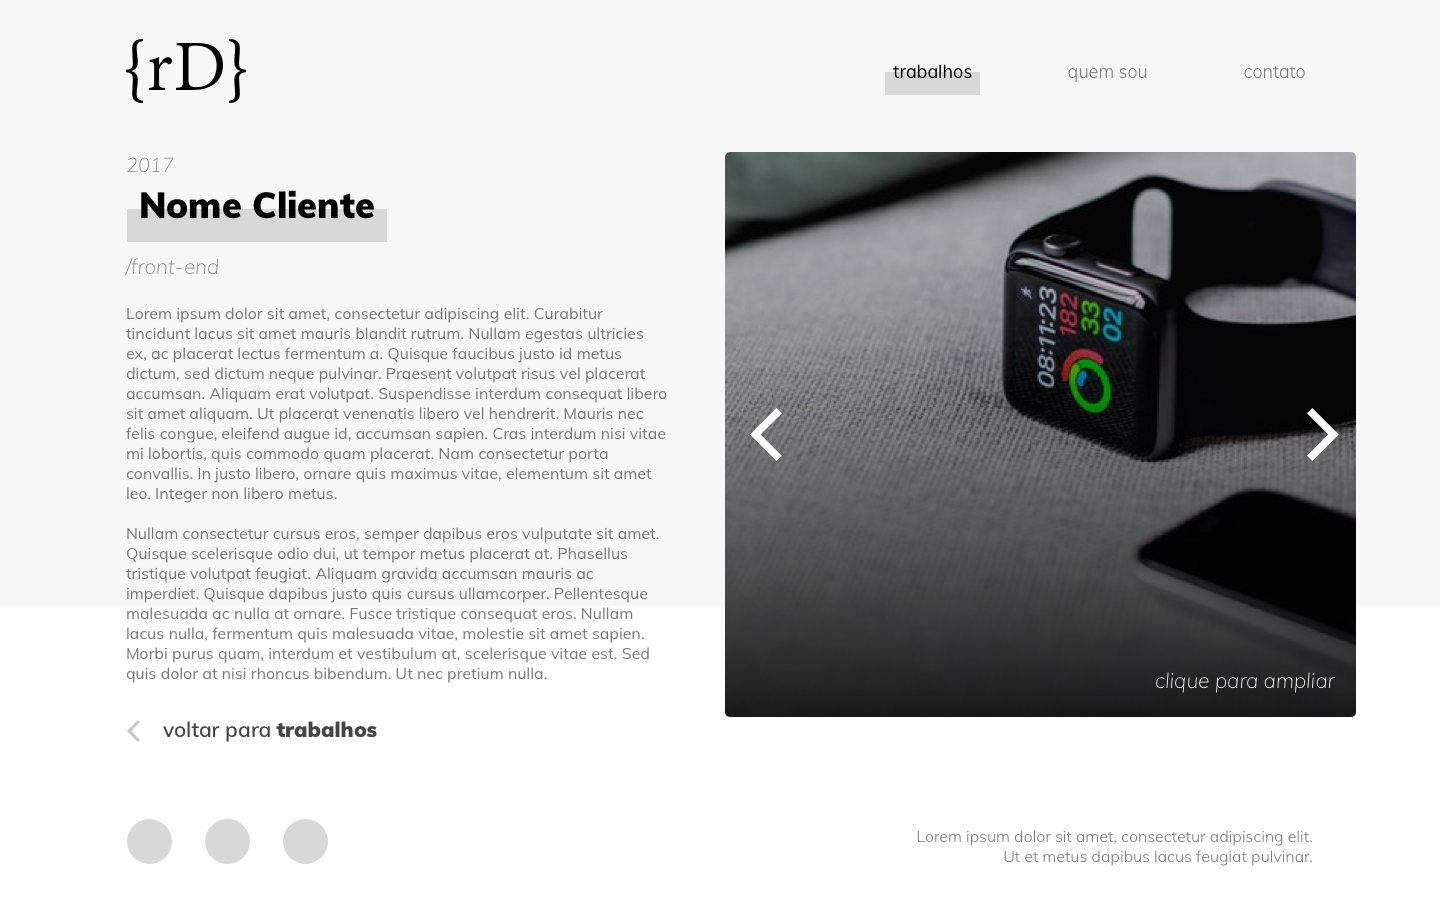 {rD}
trabalhos
quem sou
contato
2017
Nome Cliente
/front-end
Lorem ipsum dolor sit amet, consectetur adipiscing elit. Curabitur
tincidunt lacus sit amet mauris blandit rutrum. Nullam egestas ultricies
ex, ac placerat lectus fermentum a. Quisque faucibus justo id metus
dictum, sed dictum neque pulvinar. Praesent volutpat risus vel placerat
accumsan. Aliquam erat volutpat. Suspendisse interdum consequat libero
sit amet aliquam. Ut placerat venenatis libero vel hendrerit. Mauris nec
felis congue, eleifend augue id, accumsan sapien. Cras interdum nisi vitae
mi lobortis, quis commodo quam placerat. Nam consectetur porta
convallis. In justo libero, ornare quis maximus vitae, elementum sit amet
leo. Integer non libero metus.
Nullam consectetur cursus eros, semper dapibus eros vulputate sit amet.
Quisque scelerisque odio dui, ut tempor metus placerat at. Phasellus
tristique volutpat feugiat. Aliquam gravida accumsan mauris ac
imperdiet. Quisque dapibus justo quis cursus ullamcorper. Pellentesque
malesuada ac nulla at ornare. Fusce tristique consequat eros. Nullam
lacus nulla, fermentum quis malesuada vitae, molestie sit amet sapien.
Morbi purus quam, interdum et vestibulum at, scelerisque vitae est. Sed
quis dolor at nisi rhoncus bibendum. Ut nec pretium nulla.
voltar para trabalhos
08:11:23
182
33
02
clique para ampliar
Lorem ipsum dolor sit amet, consectetur adipiscing elit.
Ut et metus dapibus lacus feugiat pulvinar.